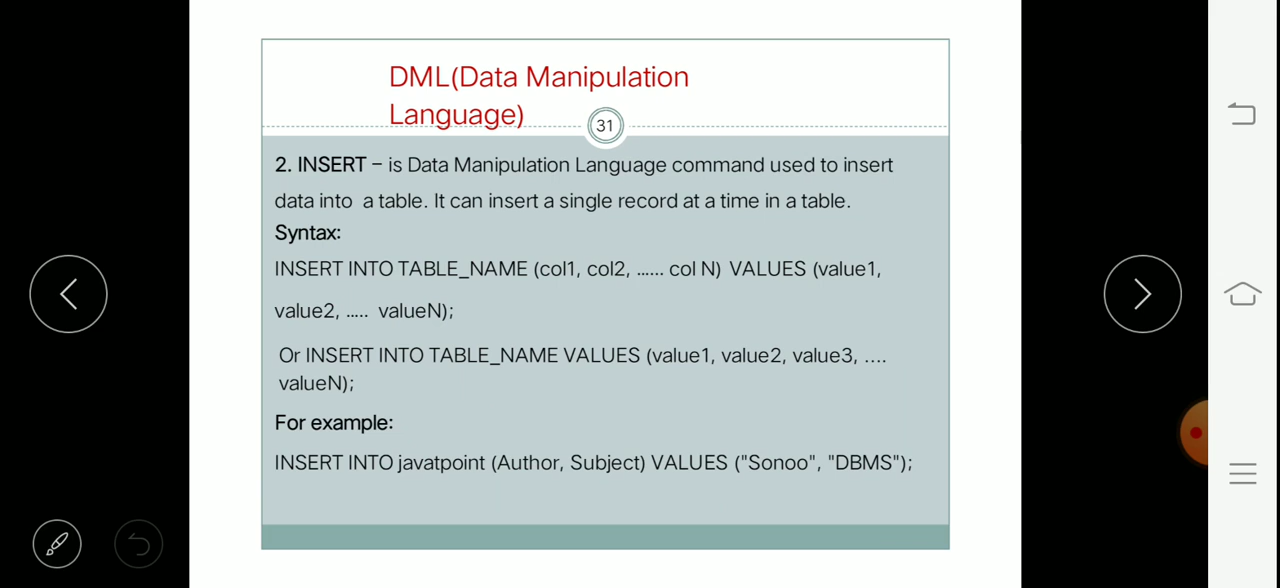 DML(Data Manipulation
Language)
31
2. INSERT – is Data Manipulation Language command used to insert
data into a table. It can insert a single record at a time in a table.
Syntax:
INSERT INTO TABLE_NAME (col1, col2, ...... col N) VALUES (value1,
value2, ..... valueN);
Or INSERT INTO TABLE_NAME VALUES (value1, value2, value3, ....
valueN);
For example:
INSERT INTO javatpoint (Author, Subject) VALUES ("Sonoo", "DBMS");